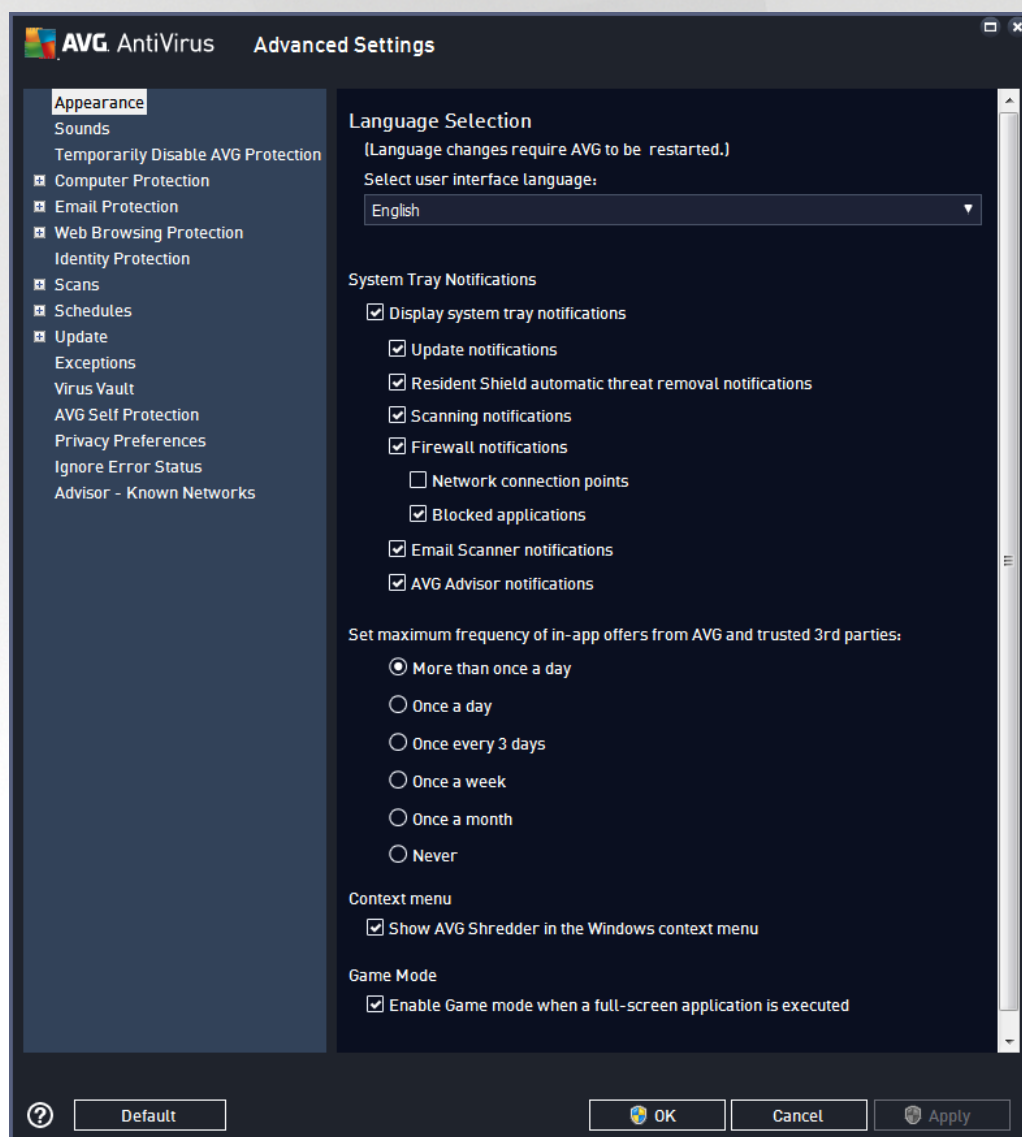 AVG. AntiVirus Advanced Settings
Appearance
Sounds
Temporarily Disable AVG Protection
Computer Protection
Email Protection
Web Browsing Protection
Identity Protection
Scans
Schedules
Update
Exceptions
Virus Vault
AVG Self Protection
Privacy Preferences
Ignore Error Status
Advisor - Known Networks
Language Selection
(Language changes require AVG to be restarted.)
Select user interface language:
English
System Tray Notifications
Display system tray notifications
Update notifications
Resident Shield automatic threat removal notifications
Scanning notifications
Firewall notifications
Network connection points
Blocked applications
Email Scanner notifications
AVG Advisor notifications
Set maximum frequency of in-app offers from AVG and trusted 3rd parties:
More than once a day
Once a day
Once every 3 days
Once a week
Once a month
Never
Context menu
Show AVG Shredder in the Windows context menu
Game Mode
Enable Game mode when a full-screen application is executed
? Default OK Cancel Apply